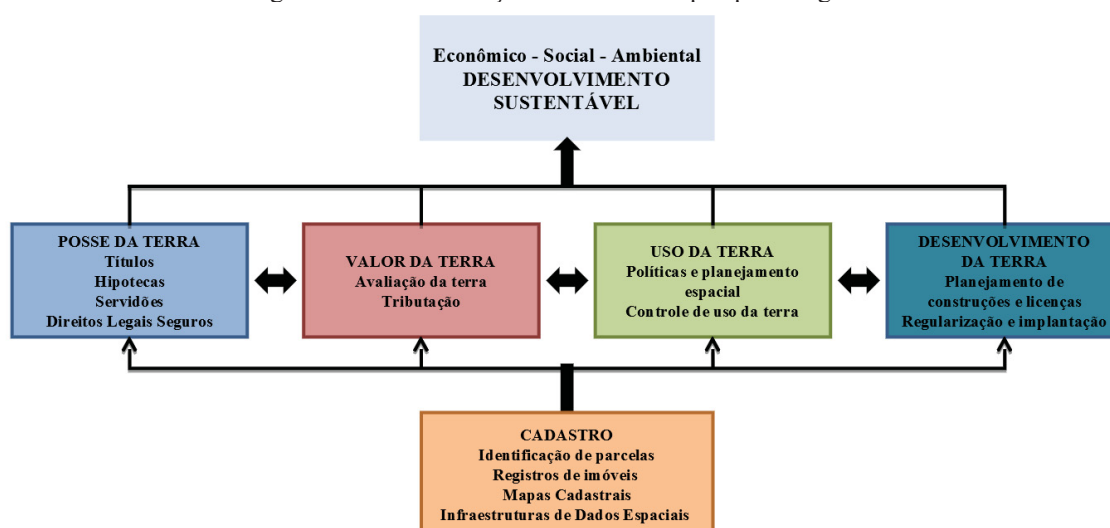 Econômico - Social - Ambiental
DESENVOLVIMENTO
SUSTENTÁVEL
POSSE DA TERRA
Títulos
Hipotecas
Servidões
Direitos Legais Seguros
VALOR DA TERRA
Avaliação da terra
Tributação
USO DA TERRA
Políticas e planejamento
espacial
Controle de uso da terra
DESENVOLVIMENTO
DA TERRA
Planejamento de
construções e licenças
Regularização e implantação
CADASTRO
Identificação de parcelas
Registros de imóveis
Mapas Cadastrais
Infraestruturas de Dados Espaciais